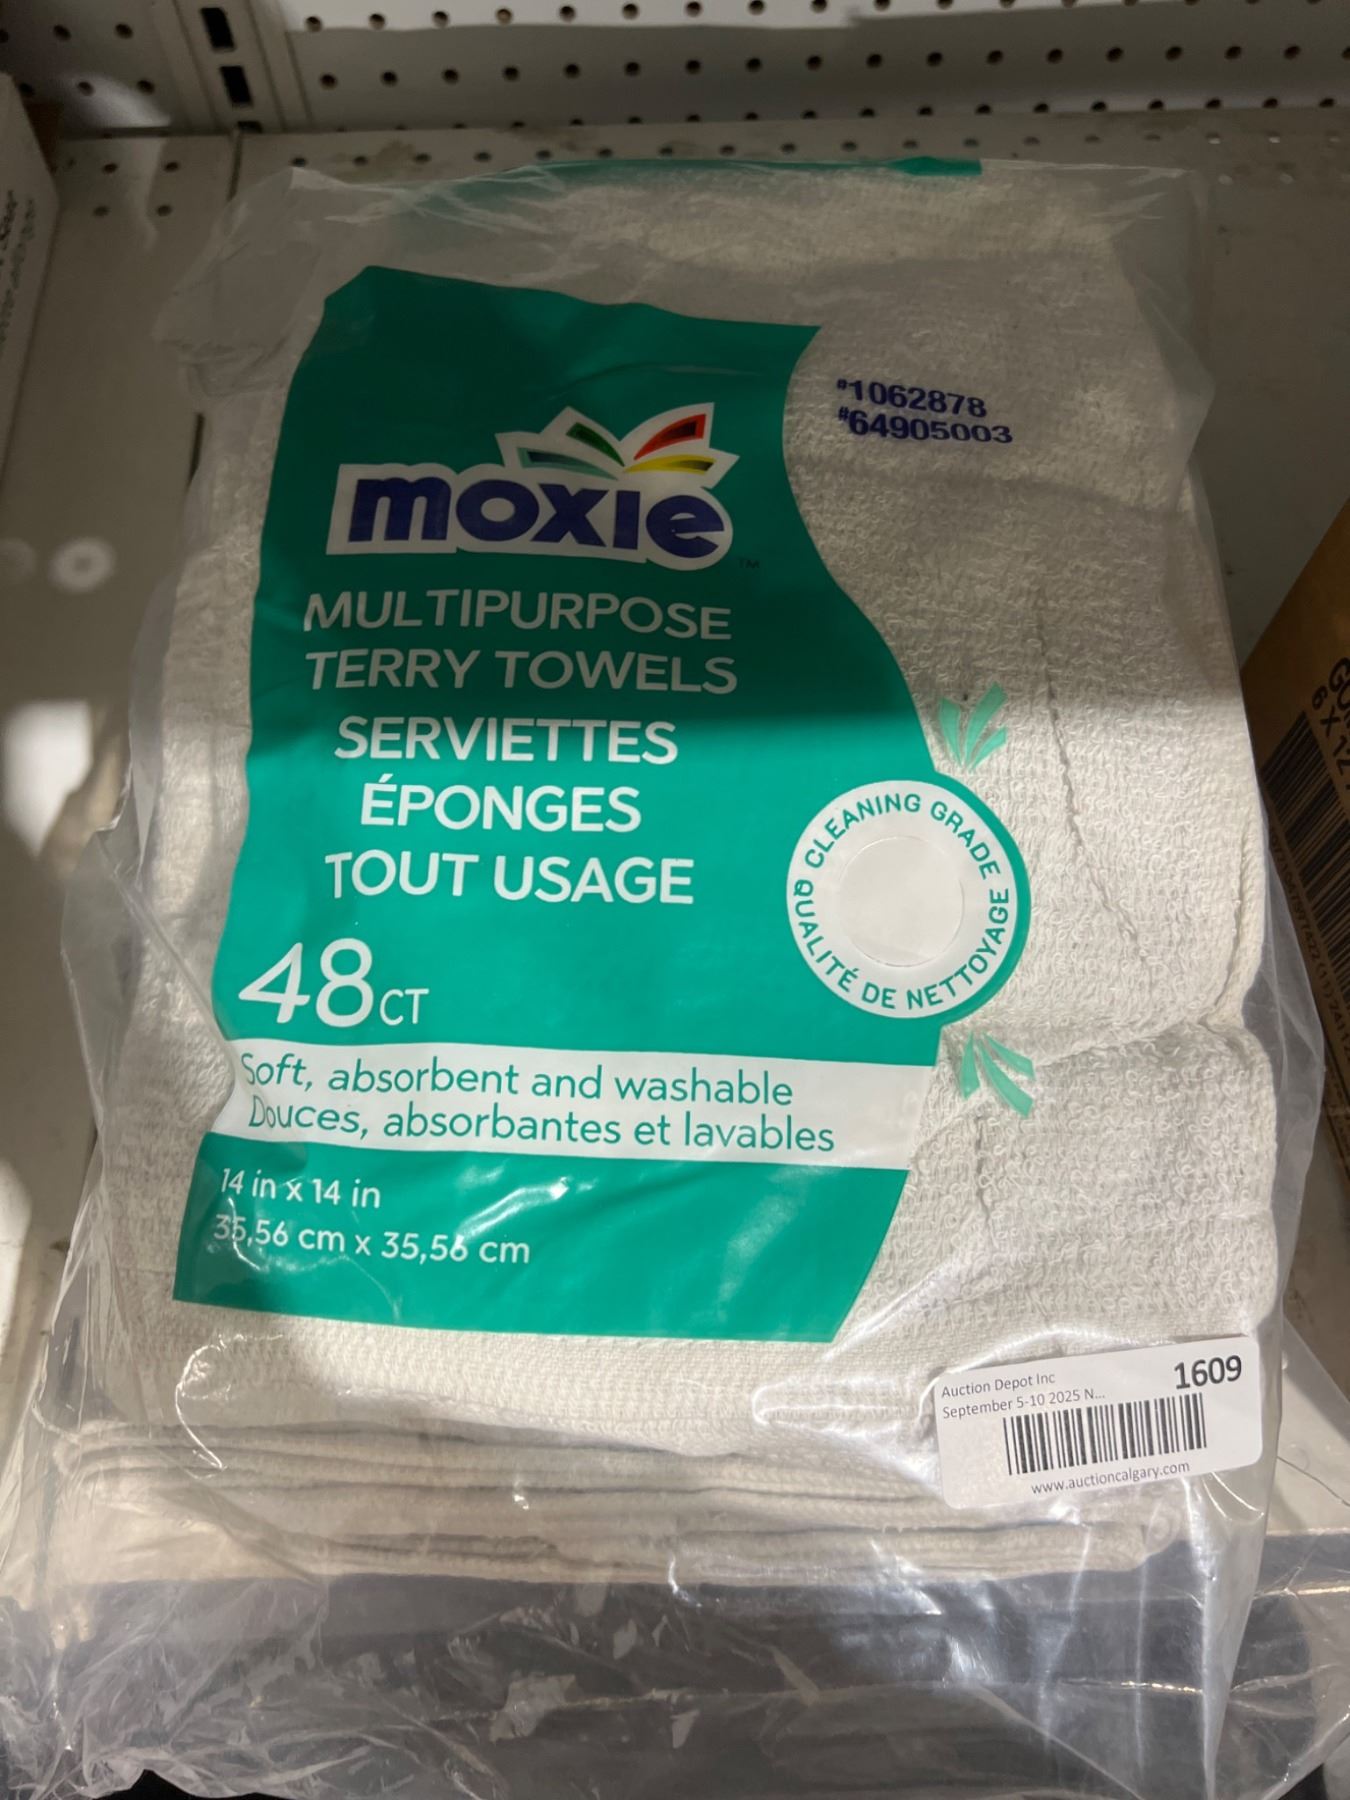 #1062878
#64905003
moxie
TM
MULTIPURPOSE
TERRY TOWELS
SERVIETTES
ÉPONGES
TOUT USAGE
48CT
CLEANING GRADE
QUALITÉ DE NETTOYAGE
Soft, absorbent and washable
Douces, absorbantes et lavables
14 in x 14 in
35,56 cm x 35,56 cm
Auction Depot Inc
1609
September 5-10 2025 N...
www.auctioncalgary.com